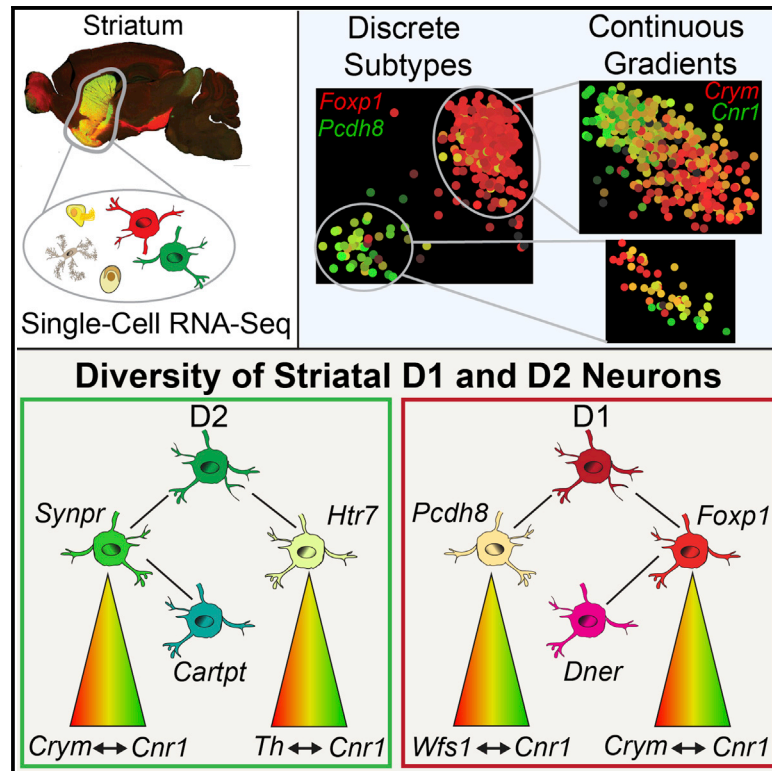 Striatum
Single-Cell RNA-Seq
Discrete
Subtypes
Foxp1
Pcdh8
Continuous
Gradients
Crym
Cnr1
Diversity of Striatal D1 and D2 Neurons
D2
Synpr
Htr7
Cartpt
Crym ↔ Cnr1
Th ↔ Cnr1
D1
Pcdh8
Foxp1
Dner
Wfs1 ↔ Cnr1
Crym ↔ Cnr1